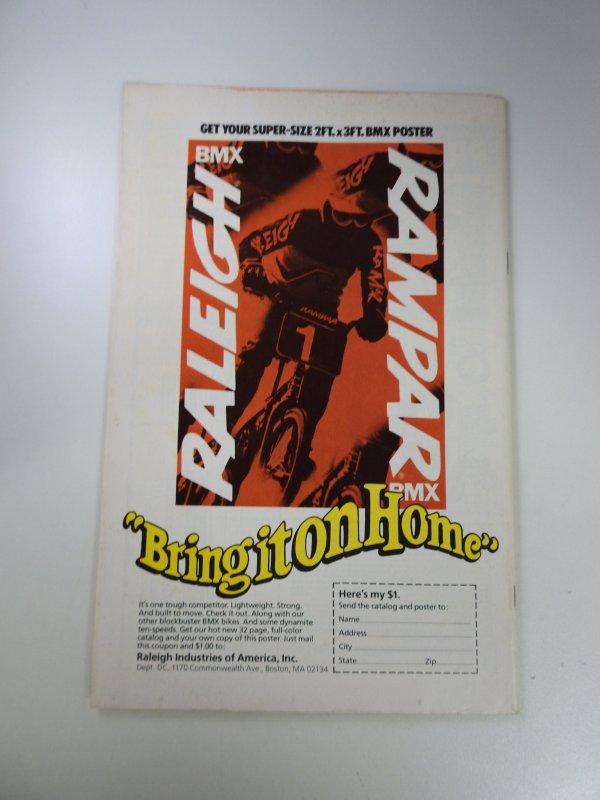 GET YOUR SUPER-SIZE 2FT. x 3FT. BMX POSTER
BMX
RALEIGH
RAMPAR
BMX
RALEIGH
RAMPAR
1
"Bring it on Home"
It's one tough competitor. Lightweight. Strong.
And built to move. Check it out. Along with our
other blockbuster BMX bikes. And some dynamite
ten-speeds. Get our hot new 32 page, full-color
catalog and your own copy of this poster. Just mail
this coupon and $1.00 to:
Raleigh Industries of America, Inc.
Dept. DC, 1170 Commonwealth Ave., Boston, MA 02134
Here's my $1.
Send the catalog and poster to:
Name
Address
City
State Zip